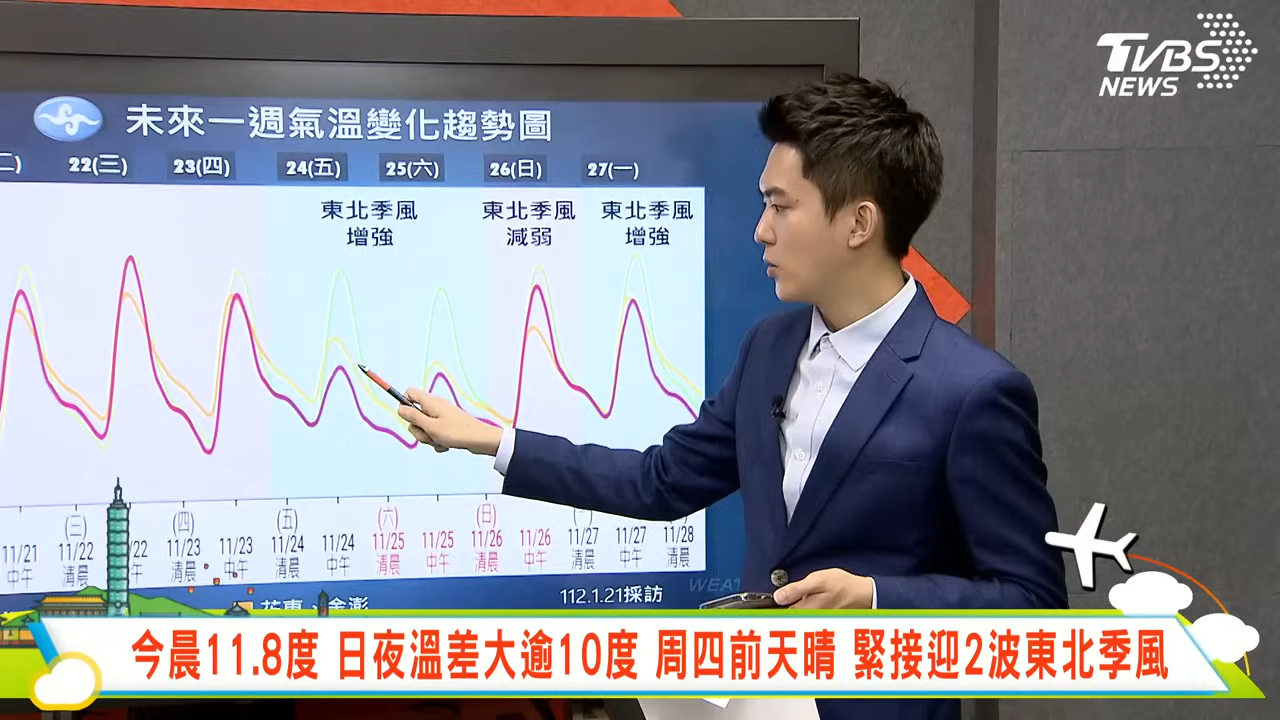 TVBS
NEWS
未來一週氣溫變化趨勢圖
二) 22(三) 23(四) 24(五) 25(六) 26(日) 27(一)
東北季風 東北季風 東北季風
增強 減弱 增強
(三) (四) (五) (六) (日)
11/21 11/22 /22 11/23 11/23 11/24 11/24 11/25 11/25 11/26 11/26 11/27 11/27 11/28
中午 清晨 午 清晨 中午 清晨 中午 清晨 中午 清晨 中午 清晨 中午 清晨
WEAT
112.1.21採訪
花東、金澎
今晨11.8度 日夜溫差大逾10度 周四前天晴 緊接迎2波東北季風